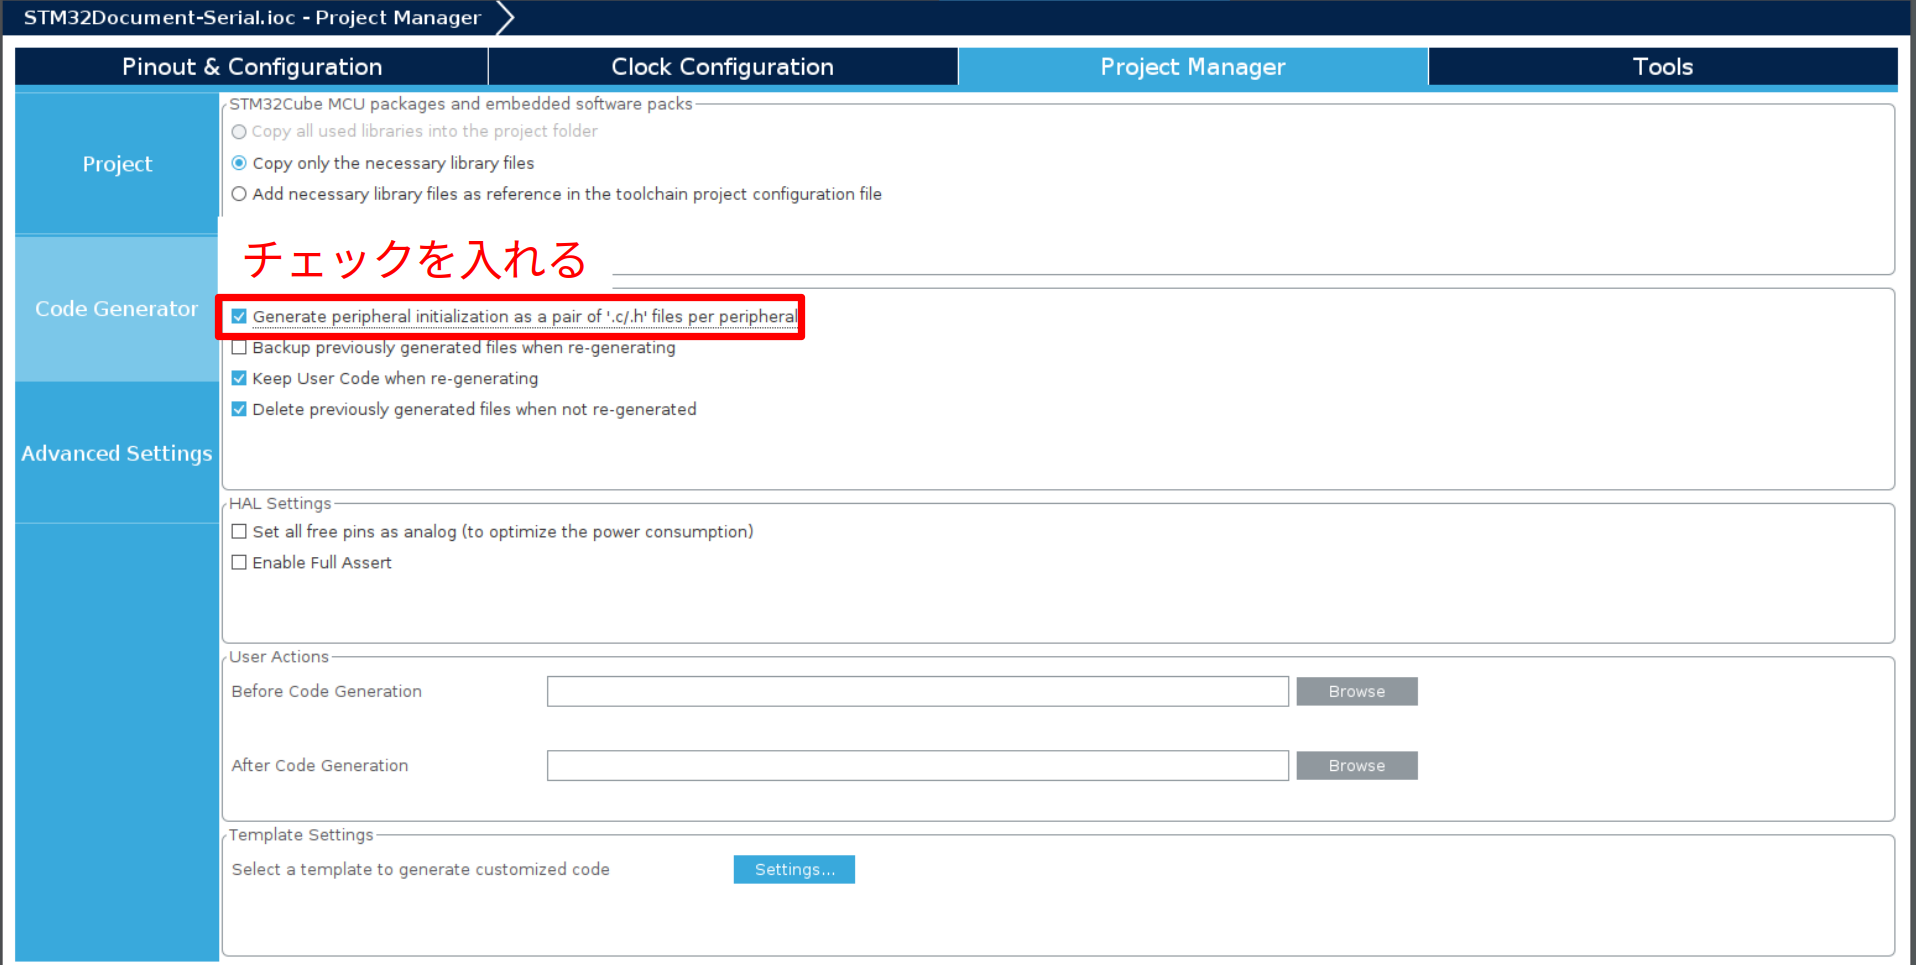 STM32Document-Serial.ioc - Project Manager
Pinout & Configuration
Clock Configuration
Project Manager
Tools
Project
Code Generator
Advanced Settings
STM32Cube MCU packages and embedded software packs
Copy all used libraries into the project folder
Copy only the necessary library files
Add necessary library files as reference in the toolchain project configuration file
チェックを入れる
Generate peripheral initialization as a pair of '.c/.h' files per peripheral
Backup previously generated files when re-generating
Keep User Code when re-generating
Delete previously generated files when not re-generated
HAL Settings
Set all free pins as analog (to optimize the power consumption)
Enable Full Assert
User Actions
Before Code Generation
Browse
After Code Generation
Browse
Template Settings
Select a template to generate customized code
Settings...